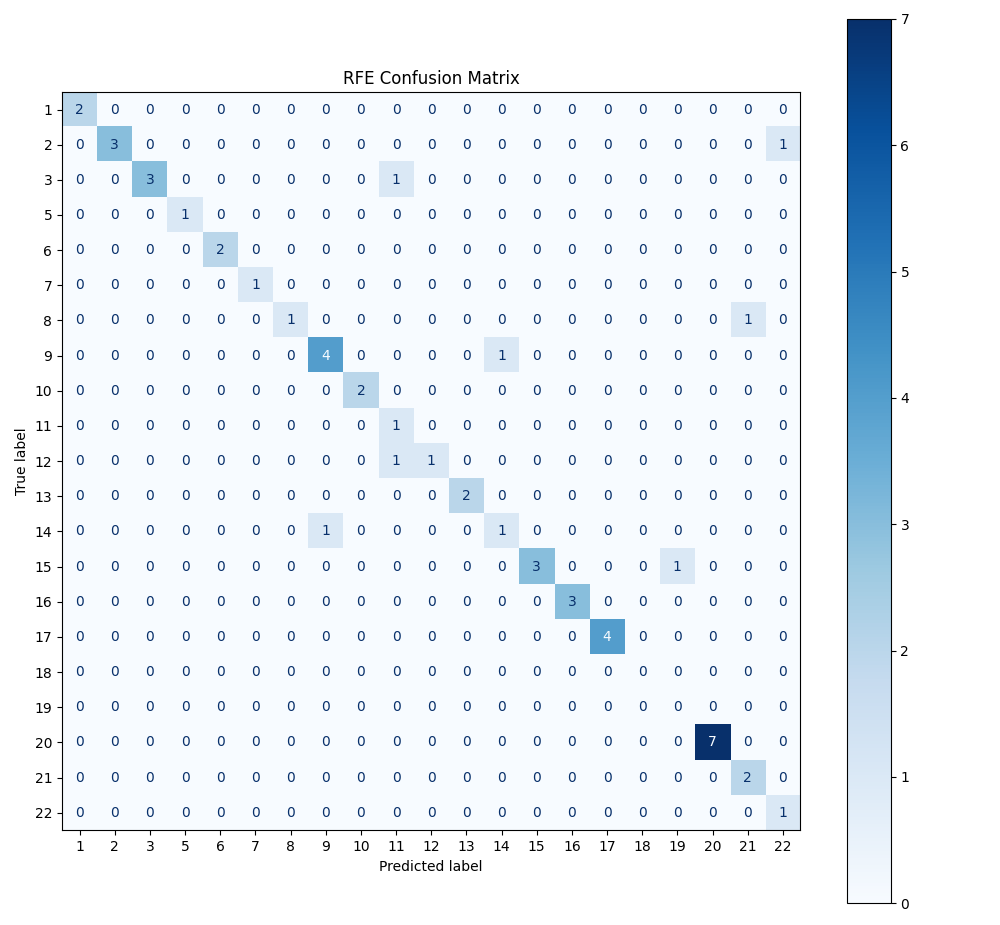 RFE Confusion Matrix
1 2 0 0 0 0 0 0 0 0 0 0 0 0 0 0 0 0 0 0 0 0
2 0 3 0 0 0 0 0 0 0 0 0 0 0 0 0 0 0 0 0 0 1
3 0 0 3 0 0 0 0 0 0 1 0 0 0 0 0 0 0 0 0 0 0
5 0 0 0 1 0 0 0 0 0 0 0 0 0 0 0 0 0 0 0 0 0
6 0 0 0 0 2 0 0 0 0 0 0 0 0 0 0 0 0 0 0 0 0
7 0 0 0 0 0 1 0 0 0 0 0 0 0 0 0 0 0 0 0 0 0
8 0 0 0 0 0 0 1 0 0 0 0 0 0 0 0 0 0 0 0 1 0
9 0 0 0 0 0 0 0 4 0 0 0 0 1 0 0 0 0 0 0 0 0
10 0 0 0 0 0 0 0 0 2 0 0 0 0 0 0 0 0 0 0 0 0
11 0 0 0 0 0 0 0 0 0 1 0 0 0 0 0 0 0 0 0 0 0
12 0 0 0 0 0 0 0 0 0 1 1 0 0 0 0 0 0 0 0 0 0
13 0 0 0 0 0 0 0 0 0 0 0 2 0 0 0 0 0 0 0 0 0
14 0 0 0 0 0 0 0 1 0 0 0 0 1 0 0 0 0 0 0 0 0
15 0 0 0 0 0 0 0 0 0 0 0 0 0 3 0 0 0 1 0 0 0
16 0 0 0 0 0 0 0 0 0 0 0 0 0 0 3 0 0 0 0 0 0
17 0 0 0 0 0 0 0 0 0 0 0 0 0 0 0 4 0 0 0 0 0
18 0 0 0 0 0 0 0 0 0 0 0 0 0 0 0 0 0 0 0 0 0
19 0 0 0 0 0 0 0 0 0 0 0 0 0 0 0 0 0 0 0 0 0
20 0 0 0 0 0 0 0 0 0 0 0 0 0 0 0 0 0 0 7 0 0
21 0 0 0 0 0 0 0 0 0 0 0 0 0 0 0 0 0 0 0 2 0
22 0 0 0 0 0 0 0 0 0 0 0 0 0 0 0 0 0 0 0 0 1
1 2 3 5 6 7 8 9 10 11 12 13 14 15 16 17 18 19 20 21 22
Predicted label
True label
7
6
5
4
3
2
1
0